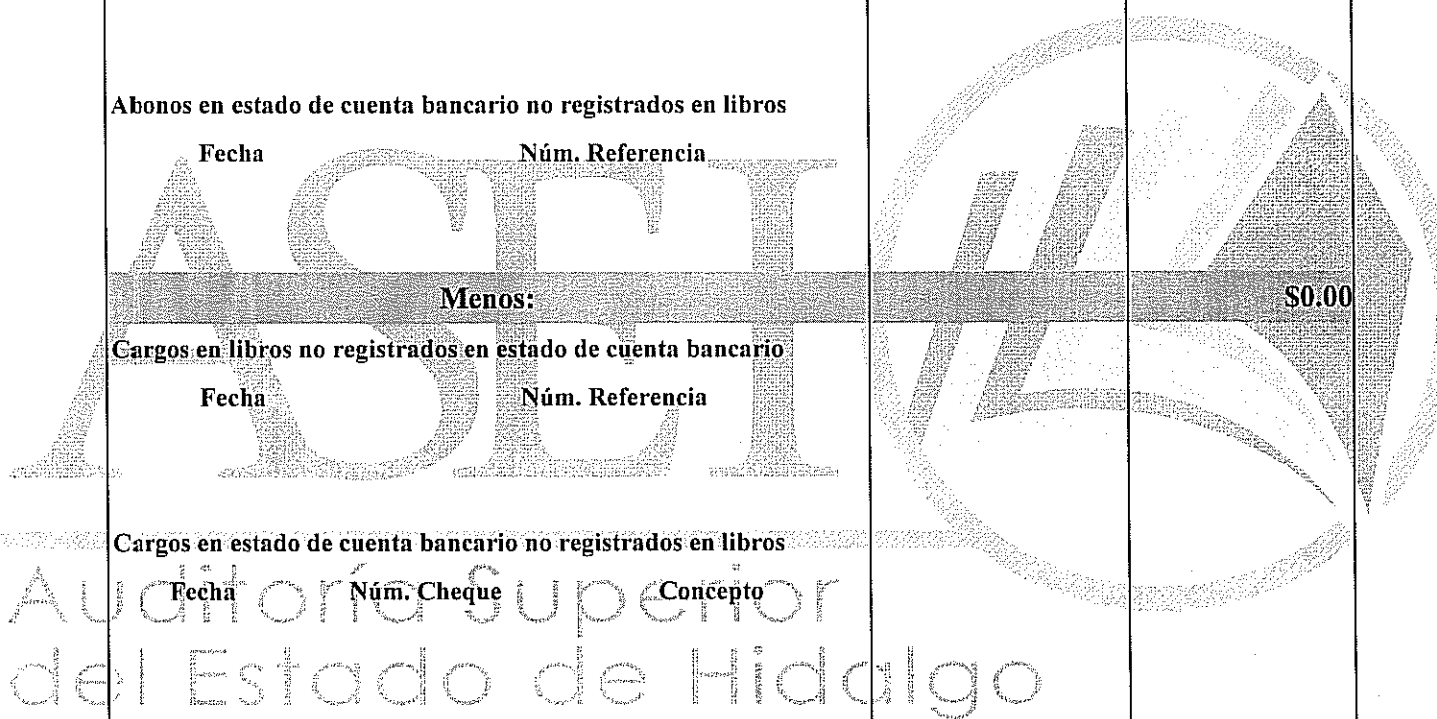 Abonos en estado de cuenta bancario no registrados en libros
Fecha Núm. Referencia
Menos: $0.00
Cargos en libros no registrados en estado de cuenta bancario
Fecha Núm. Referencia
Cargos en estado de cuenta bancario no registrados en libros
Fecha Núm. Cheque Concepto
ASEH
Auditoría Superior
del Estado de Hidalgo